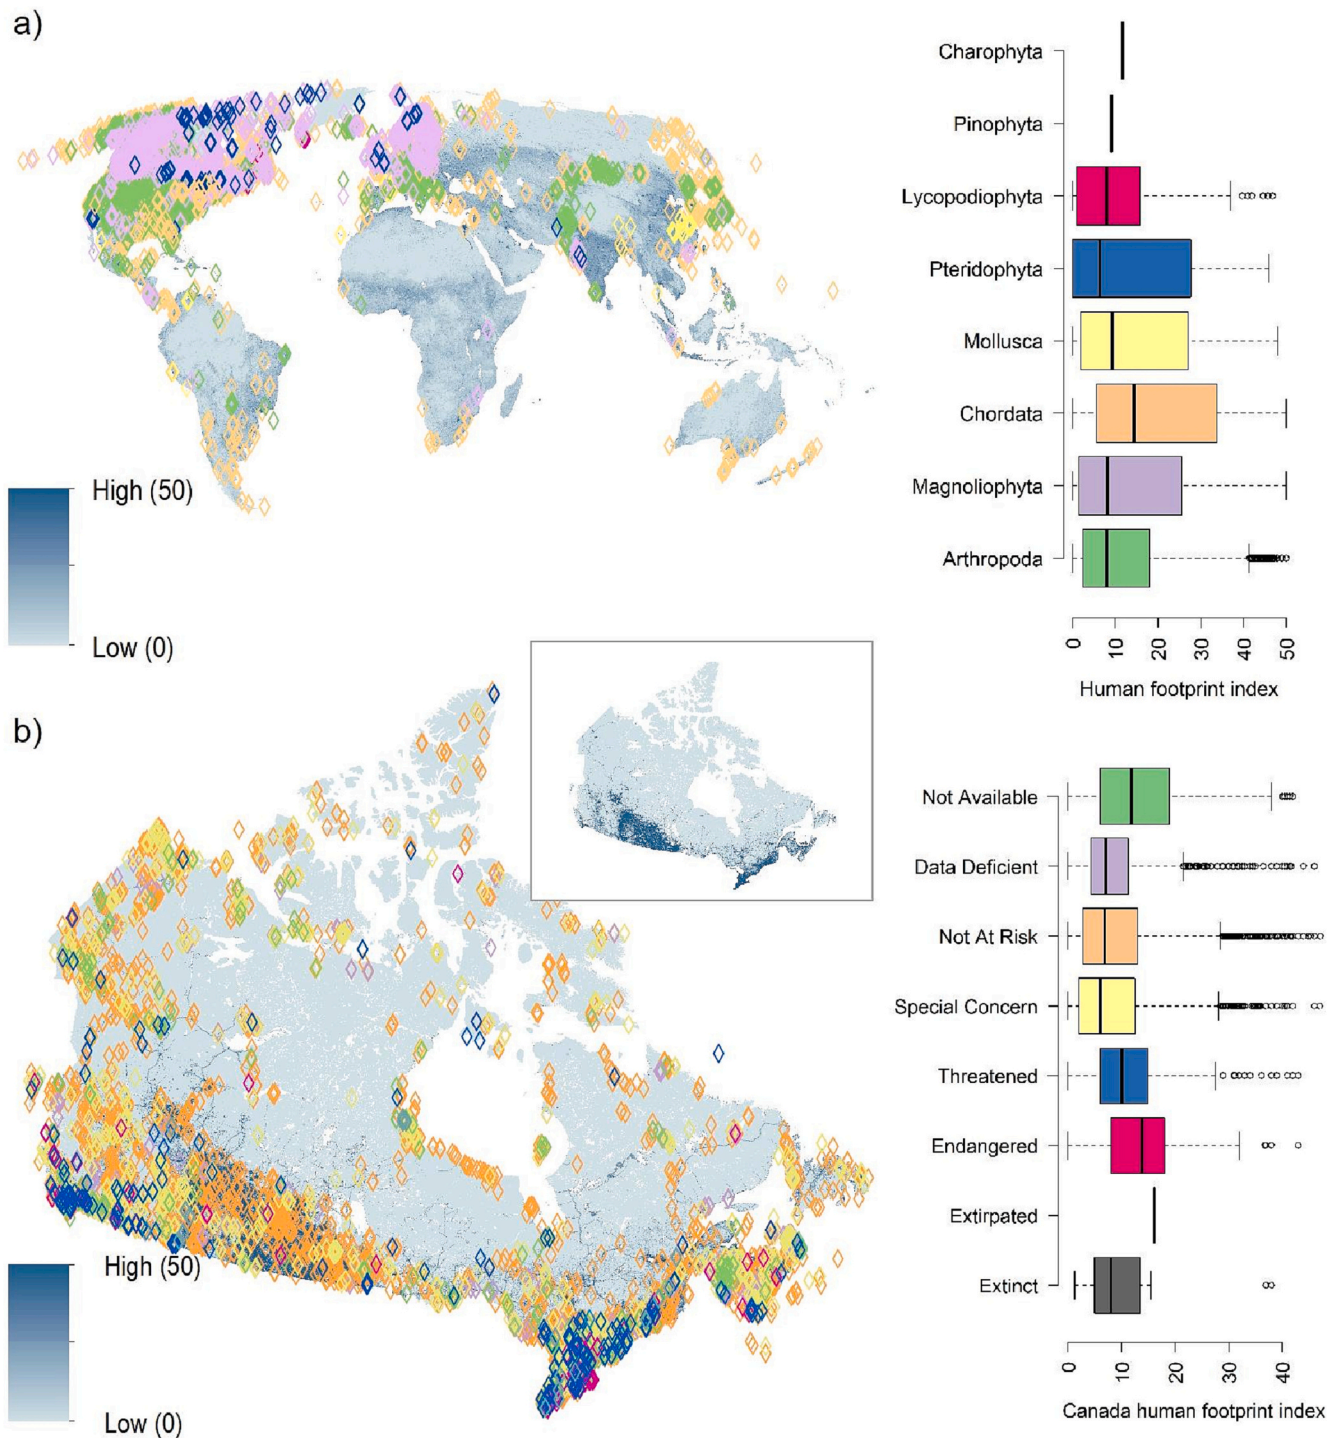 a)
High (50)
Low (0)
Charophyta
Pinophyta
Lycopodiophyta
Pteridophyta
Mollusca
Chordata
Magnoliophyta
Arthropoda
0 10 20 30 40 50
Human footprint index
b)
High (50)
Low (0)
Not Available
Data Deficient
Not At Risk
Special Concern
Threatened
Endangered
Extirpated
Extinct
0 10 20 30 40
Canada human footprint index